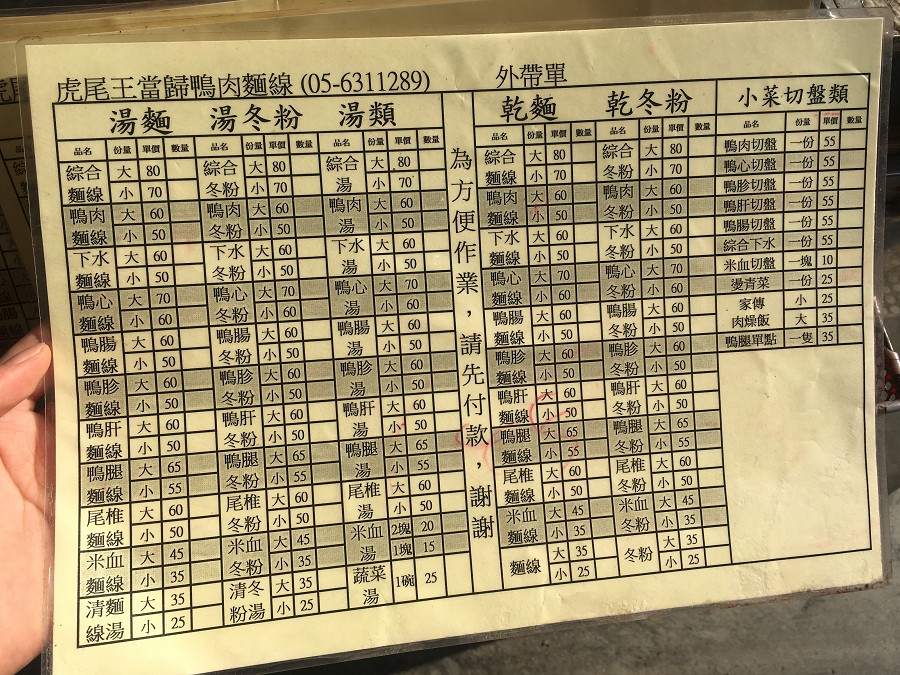 虎尾王當歸鴨肉麵線 (05-6311289) 外帶單
湯麵 湯冬粉 湯類
品名 份量 單價 數量 品名 份量 單價 數量 品名 份量 單價 數量
綜合麵線 大 80 小 70 綜合冬粉 大 80 小 70 綜合湯 大 80 小 70
鴨肉麵線 大 60 小 50 鴨肉冬粉 大 60 小 50 鴨肉湯 大 60 小 50
下水麵線 大 60 小 50 下水冬粉 大 60 小 50 下水湯 大 60 小 50
鴨心麵線 大 70 小 60 鴨心冬粉 大 70 小 60 鴨心湯 大 70 小 60
鴨腸麵線 大 60 小 50 鴨腸冬粉 大 60 小 50 鴨腸湯 大 60 小 50
鴨胗麵線 大 60 小 50 鴨胗冬粉 大 60 小 50 鴨胗湯 大 60 小 50
鴨肝麵線 大 60 小 50 鴨肝冬粉 大 60 小 50 鴨肝湯 大 60 小 50
鴨腿麵線 大 65 小 55 鴨腿冬粉 大 65 小 55 鴨腿湯 大 65 小 55
尾椎麵線 大 60 小 50 尾椎冬粉 大 60 小 50 尾椎湯 大 60 小 50
米血麵線 大 45 小 35 米血冬粉 大 45 小 35 米血湯 2塊 20 1塊 15
清麵線湯 大 35 小 25 清冬粉湯 大 35 小 25 蔬菜湯 1碗 25
為方便作業，請先付款，謝謝
乾麵 乾冬粉
品名 份量 單價 數量 品名 份量 單價 數量
綜合麵線 大 80 小 70 綜合冬粉 大 80 小 70
鴨肉麵線 大 60 小 50 鴨肉冬粉 大 60 小 50
下水麵線 大 60 小 50 下水冬粉 大 60 小 50
鴨心麵線 大 70 小 60 鴨心冬粉 大 70 小 60
鴨腸麵線 大 60 小 50 鴨腸冬粉 大 60 小 50
鴨胗麵線 大 60 小 50 鴨胗冬粉 大 60 小 50
鴨肝麵線 大 60 小 50 鴨肝冬粉 大 60 小 50
鴨腿麵線 大 65 小 55 鴨腿冬粉 大 65 小 55
尾椎麵線 大 60 小 50 尾椎冬粉 大 60 小 50
米血麵線 大 45 小 35 米血冬粉 大 45 小 35
麵線 大 35 小 25 冬粉 大 35 小 25
小菜切盤類
品名 份量 單價 數量
鴨肉切盤 一份 55
鴨心切盤 一份 55
鴨胗切盤 一份 55
鴨肝切盤 一份 55
鴨腸切盤 一份 55
綜合下水 一份 55
米血切盤 一塊 10
燙青菜 一份 25
家傳肉燥飯 小 25 大 35
鴨腿單點 一隻 35